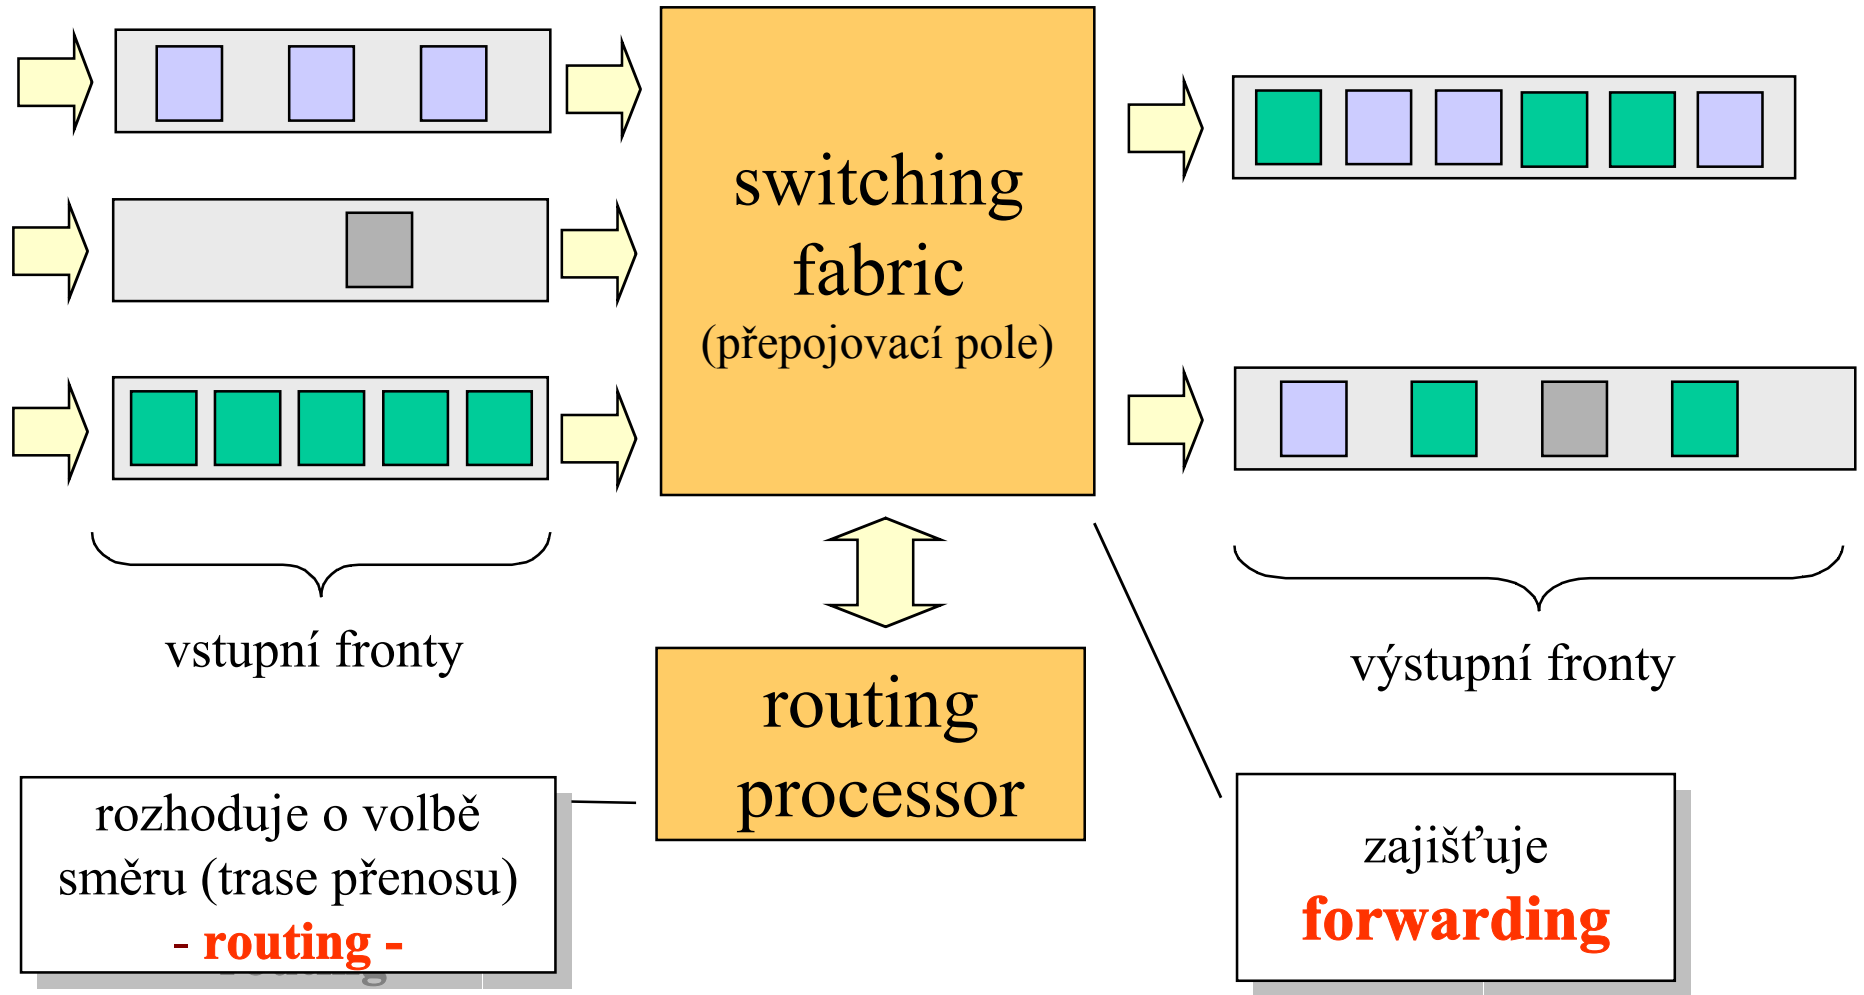 switching
fabric
(přepojovací pole)
vstupní fronty
výstupní fronty
routing
processor
rozhoduje o volbě
směru (trase přenosu)
- routing -
zajišťuje
forwarding